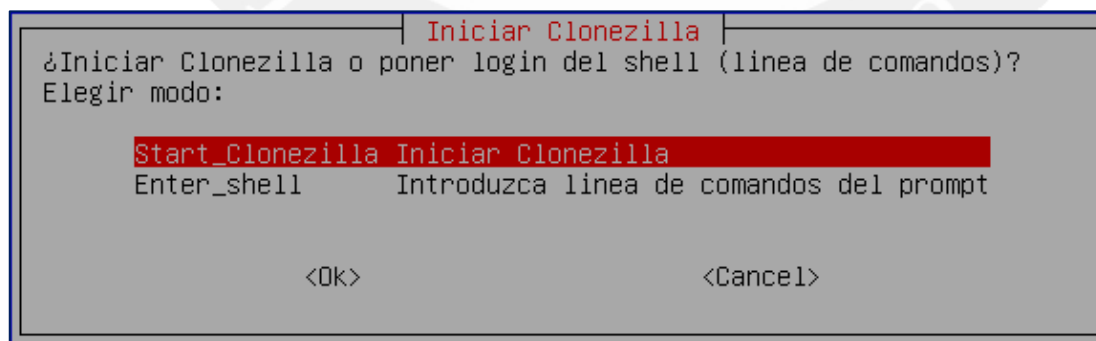 Iniciar Clonezilla
¿Iniciar Clonezilla o poner login del shell (linea de comandos)?
Elegir modo:
Start_Clonezilla Iniciar Clonezilla
Enter_shell Introduzca linea de comandos del prompt
<Ok> <Cancel>